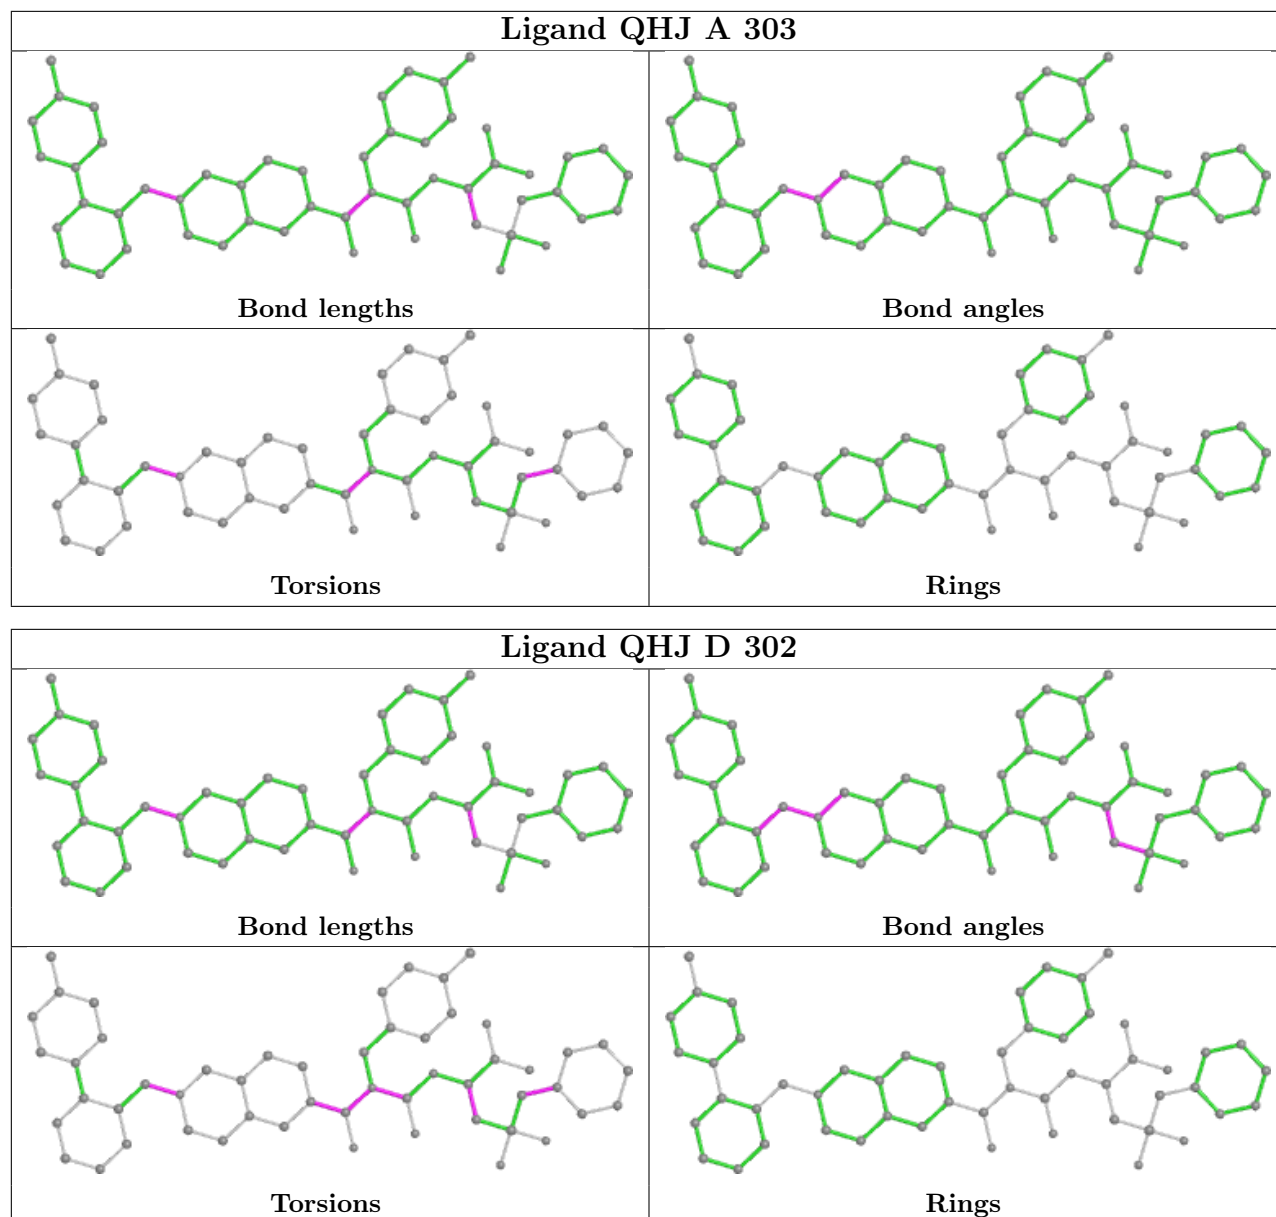 Ligand QHJ A 303
Bond lengths
Bond angles
Torsions
Rings
Ligand QHJ D 302
Bond lengths
Bond angles
Torsions
Rings